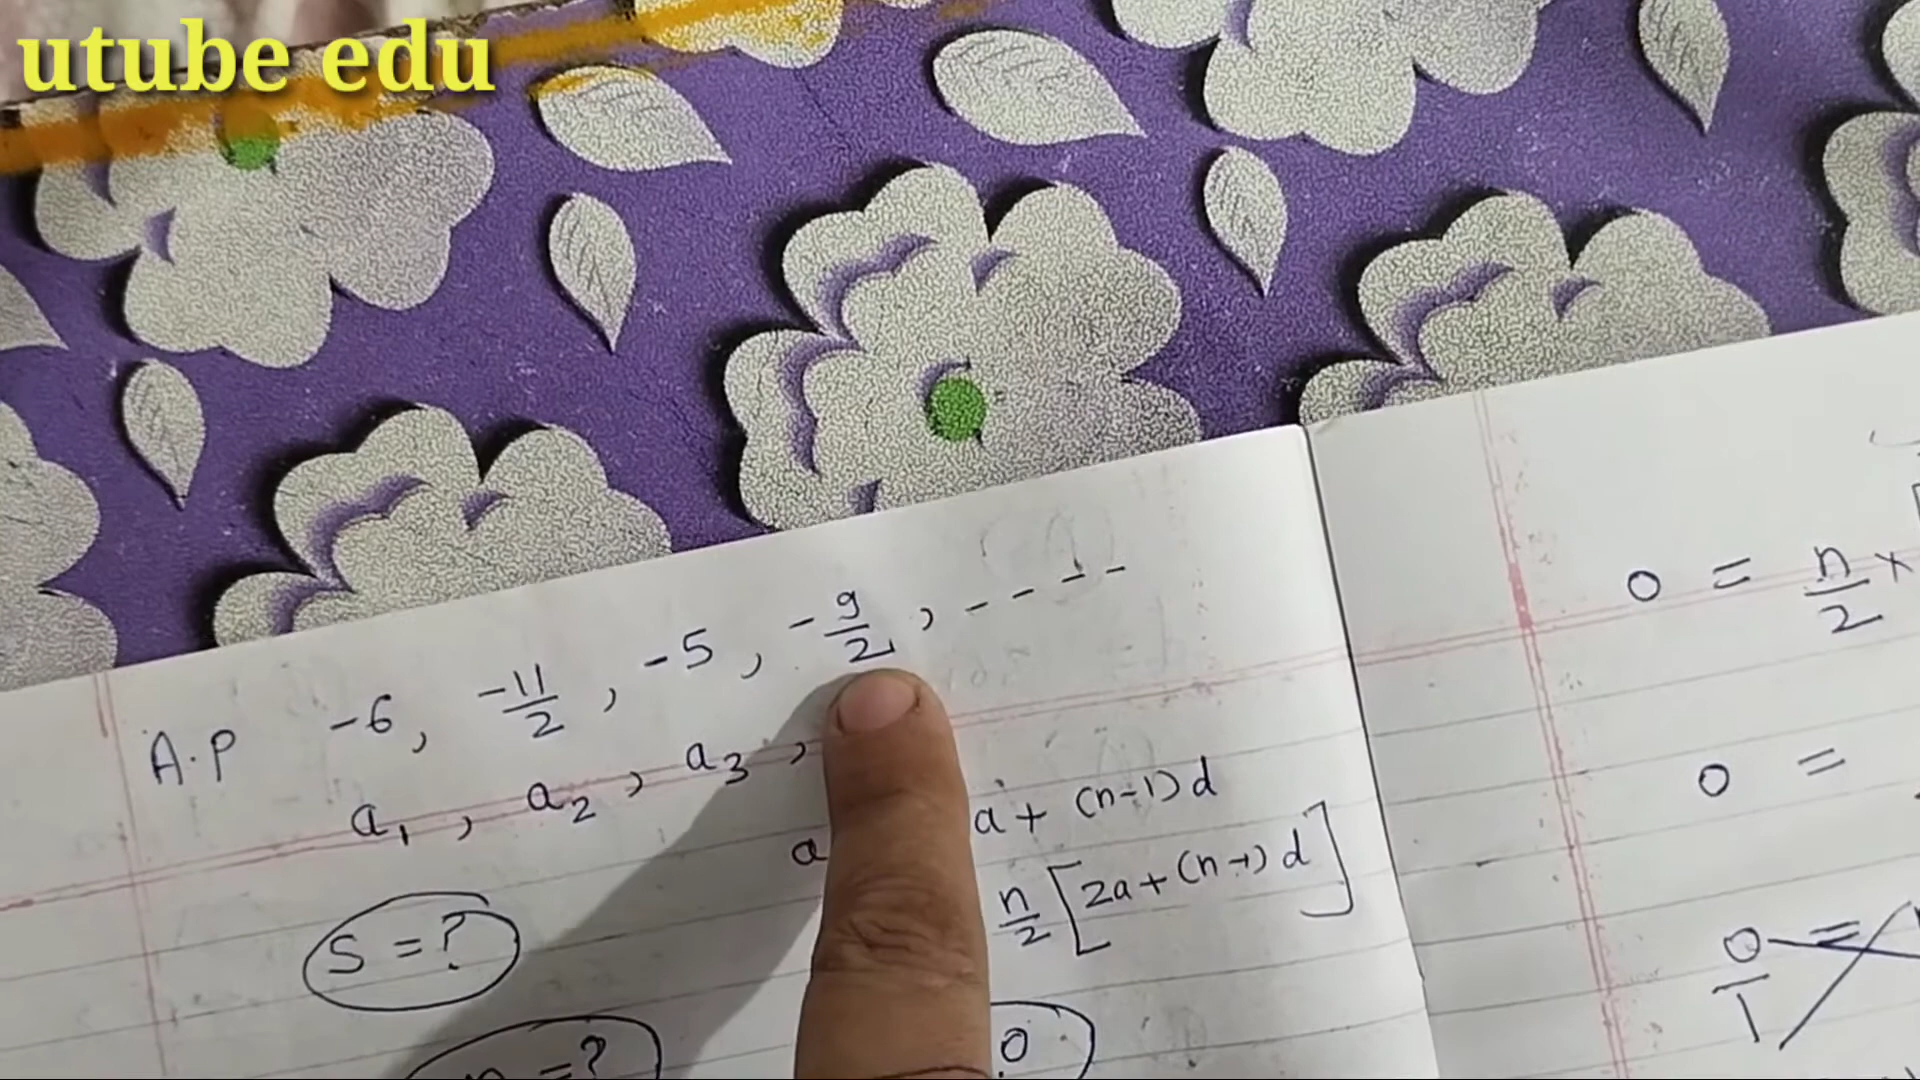 utube edu
A.P -6, -11/2, -5, -9/2, - - - -
a₁, a₂, a₃,
a a+(n-1)d
n/2 [2a+(n-1)d]
S=?
n=?
0
0 = n/2 ×
0 =
0/1 =